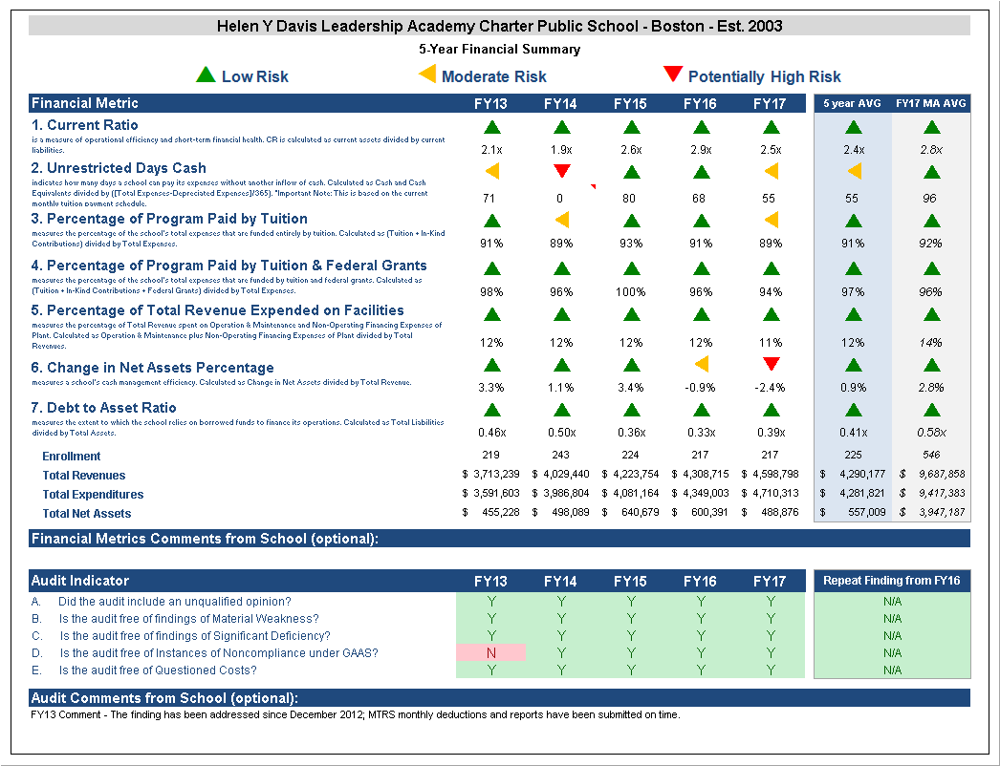 Helen Y Davis Leadership Academy Charter Public School - Boston - Est. 2003
5-Year Financial Summary
Low Risk Moderate Risk Potentially High Risk
Financial Metric FY13 FY14 FY15 FY16 FY17 5 year AVG FY17 MA AVG
1. Current Ratio
is a measure of operational efficiency and short-term financial health. CR is calculated as current assets divided by current
liabilities.
2.1x 1.9x 2.6x 2.9x 2.5x 2.4x 2.8x
2. Unrestricted Days Cash
indicates how many days a school can pay its expenses without another inflow of cash. Calculated as Cash and Cash
Equivalents divided by ([Total Expenses-Depreciated Expenses]/365). *Important Note: This is based on the current
monthly tuition payment schedule.
71 0 80 68 55 55 96
3. Percentage of Program Paid by Tuition
measures the percentage of the school's total expenses that are funded entirely by tuition. Calculated as (Tuition + In-Kind
Contributions) divided by Total Expenses.
91% 89% 93% 91% 89% 91% 92%
4. Percentage of Program Paid by Tuition & Federal Grants
measures the percentage of the school's total expenses that are funded by tuition and federal grants. Calculated as
(Tuition + In-Kind Contributions + Federal Grants) divided by Total Expenses.
98% 96% 100% 96% 94% 97% 96%
5. Percentage of Total Revenue Expended on Facilities
measures the percentage of Total Revenue spent on Operation & Maintenance and Non-Operating Financing Expenses of
Plant. Calculated as Operation & Maintenance plus Non-Operating Financing Expenses of Plant divided by Total
Revenues.
12% 12% 12% 12% 11% 12% 14%
6. Change in Net Assets Percentage
measures a school's cash management efficiency. Calculated as Change in Net Assets divided by Total Revenue.
3.3% 1.1% 3.4% -0.9% -2.4% 0.9% 2.8%
7. Debt to Asset Ratio
measures the extent to which the school relies on borrowed funds to finance its operations. Calculated as Total Liabilities
divided by Total Assets.
0.46x 0.50x 0.36x 0.33x 0.39x 0.41x 0.58x
Enrollment 219 243 224 217 217 225 546
Total Revenues $ 3,713,239 $ 4,029,440 $ 4,223,754 $ 4,308,715 $ 4,598,798 $ 4,290,177 $ 9,687,858
Total Expenditures $ 3,591,603 $ 3,986,804 $ 4,081,164 $ 4,349,003 $ 4,710,313 $ 4,281,821 $ 9,417,383
Total Net Assets $ 455,228 $ 498,089 $ 640,679 $ 600,391 $ 488,876 $ 557,009 $ 3,947,187
Financial Metrics Comments from School (optional):
Audit Indicator FY13 FY14 FY15 FY16 FY17 Repeat Finding from FY16
A. Did the audit include an unqualified opinion? Y Y Y Y Y N/A
B. Is the audit free of findings of Material Weakness? Y Y Y Y Y N/A
C. Is the audit free of findings of Significant Deficiency? Y Y Y Y Y N/A
D. Is the audit free of Instances of Noncompliance under GAAS? N Y Y Y Y N/A
E. Is the audit free of Questioned Costs? Y Y Y Y Y N/A
Audit Comments from School (optional):
FY13 Comment - The finding has been addressed since December 2012; MTRS monthly deductions and reports have been submitted on time.